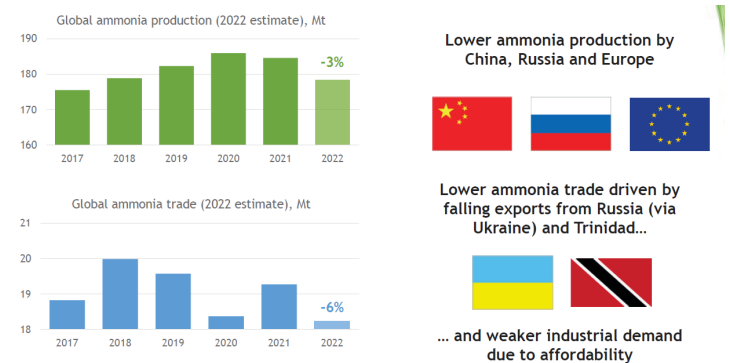 Global ammonia production (2022 estimate), Mt
190
180
170
160
-3%
2017 2018 2019 2020 2021 2022
Lower ammonia production by
China, Russia and Europe
Global ammonia trade (2022 estimate), Mt
21
20
19
18
-6%
2017 2018 2019 2020 2021 2022
Lower ammonia trade driven by
falling exports from Russia (via
Ukraine) and Trinidad…
… and weaker industrial demand
due to affordability